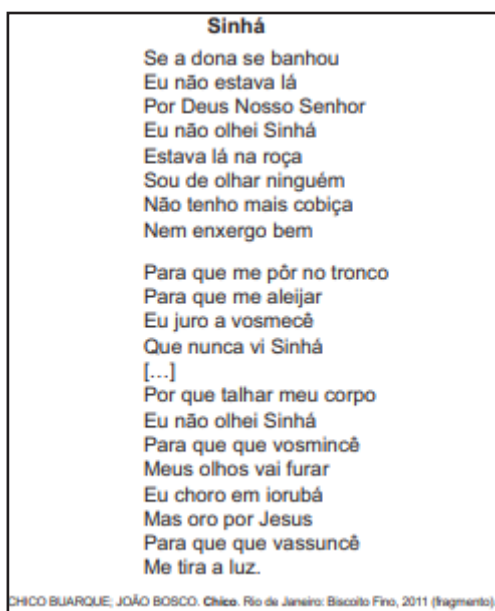 Sinhá
Se a dona se banhou
Eu não estava lá
Por Deus Nosso Senhor
Eu não olhei Sinhá
Estava lá na roça
Sou de olhar ninguém
Não tenho mais cobiça
Nem enxergo bem
Para que me pôr no tronco
Para que me aleijar
Eu juro a vosmecê
Que nunca vi Sinhá
[…]
Por que talhar meu corpo
Eu não olhei Sinhá
Para que que vosmincê
Meus olhos vai furar
Eu choro em iorubá
Mas oro por Jesus
Para que que vassuncê
Me tira a luz.
CHICO BUARQUE; JOÃO BOSCO. Chico. Rio de Janeiro: Biscoito Fino, 2011 (fragmento).